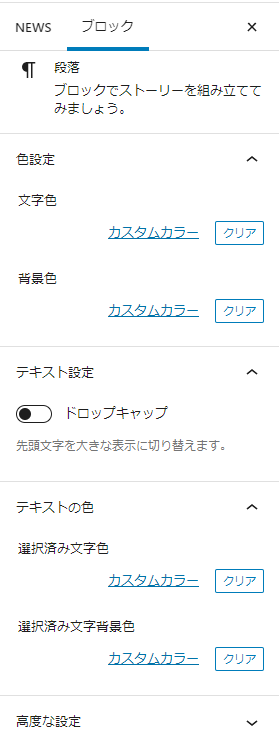 NEWS ブロック
段落
ブロックでストーリーを組み立てて
みましょう。
色設定
文字色
カスタムカラー クリア
背景色
カスタムカラー クリア
テキスト設定
ドロップキャップ
先頭文字を大きな表示に切り替えます。
テキストの色
選択済み文字色
カスタムカラー クリア
選択済み文字背景色
カスタムカラー クリア
高度な設定